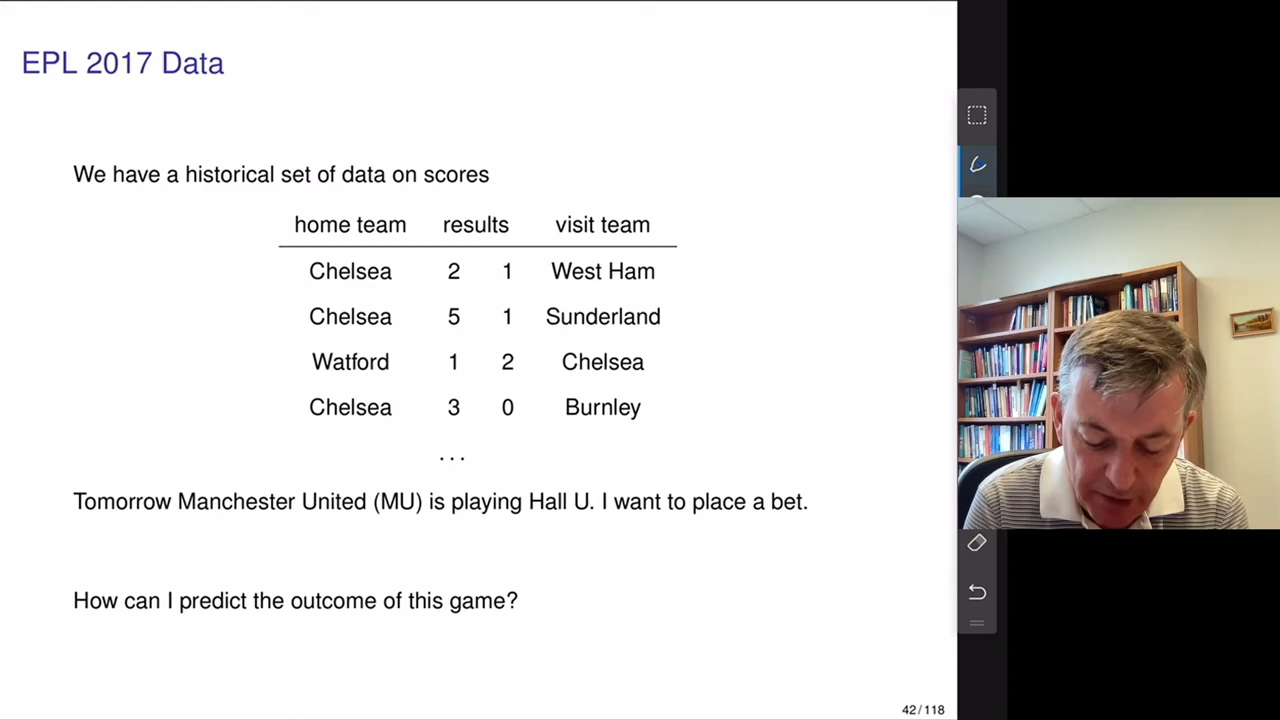 EPL 2017 Data
We have a historical set of data on scores
home team results visit team
Chelsea 2 1 West Ham
Chelsea 5 1 Sunderland
Watford 1 2 Chelsea
Chelsea 3 0 Burnley
...
Tomorrow Manchester United (MU) is playing Hall U. I want to place a bet.
How can I predict the outcome of this game?
42 / 118